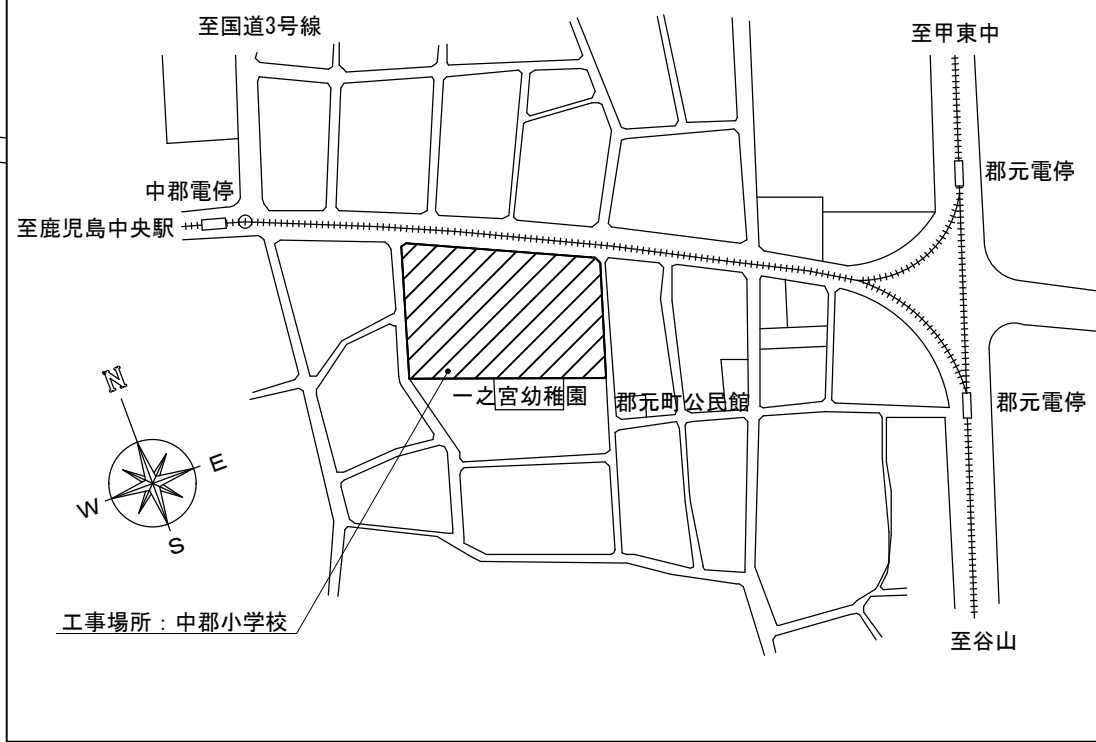 至国道3号線
至甲東中
郡元電停
中郡電停
至鹿児島中央駅
一之宮幼稚園
郡元町公民館
郡元電停
N
E
W
S
工事場所：中郡小学校
至谷山